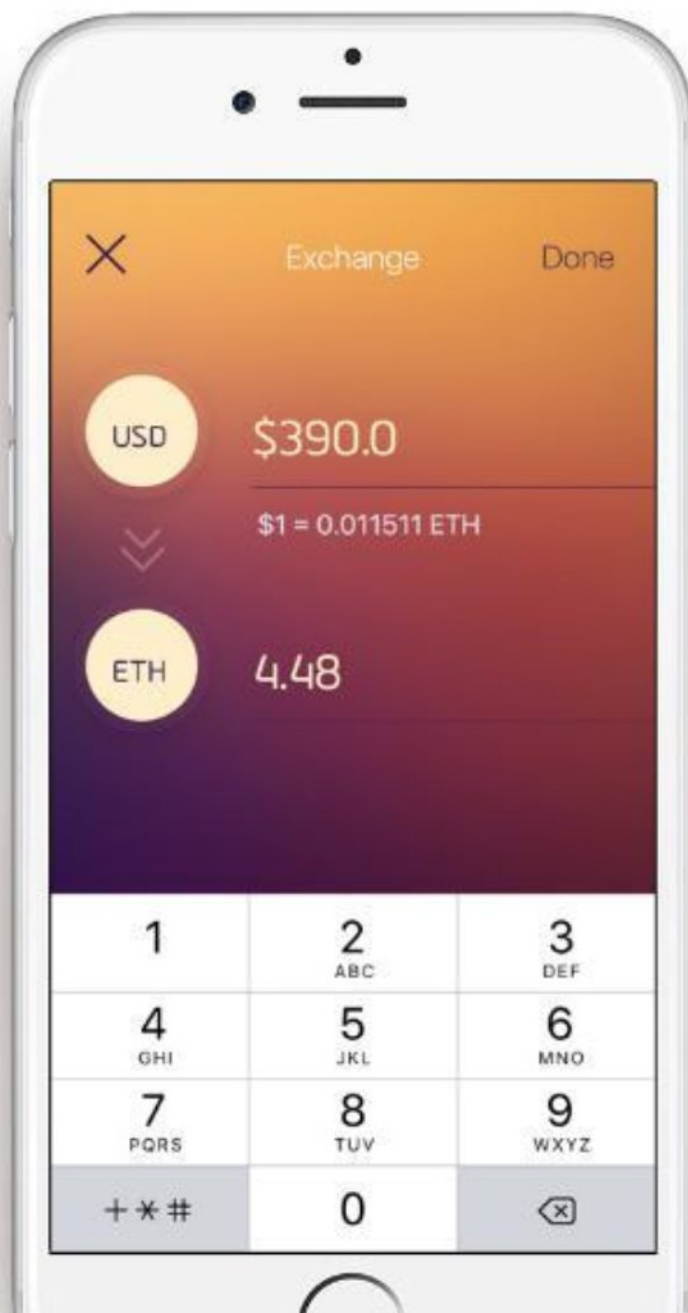 Exchange Done
USD $390.0
$1 = 0.011511 ETH
ETH 4.48
1 2 3
ABC DEF
4 5 6
GHI JKL MNO
7 8 9
PQRS TUV WXYZ
+*# 0